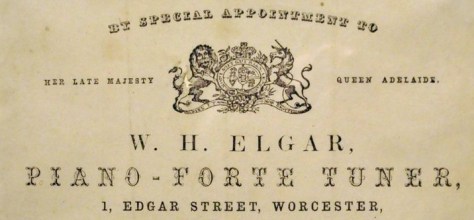 BY SPECIAL APPOINTMENT TO
HER LATE MAJESTY QUEEN ADELAIDE.
W. H. ELGAR,
PIANO-FORTE TUNER,
1, EDGAR STREET, WORCESTER,